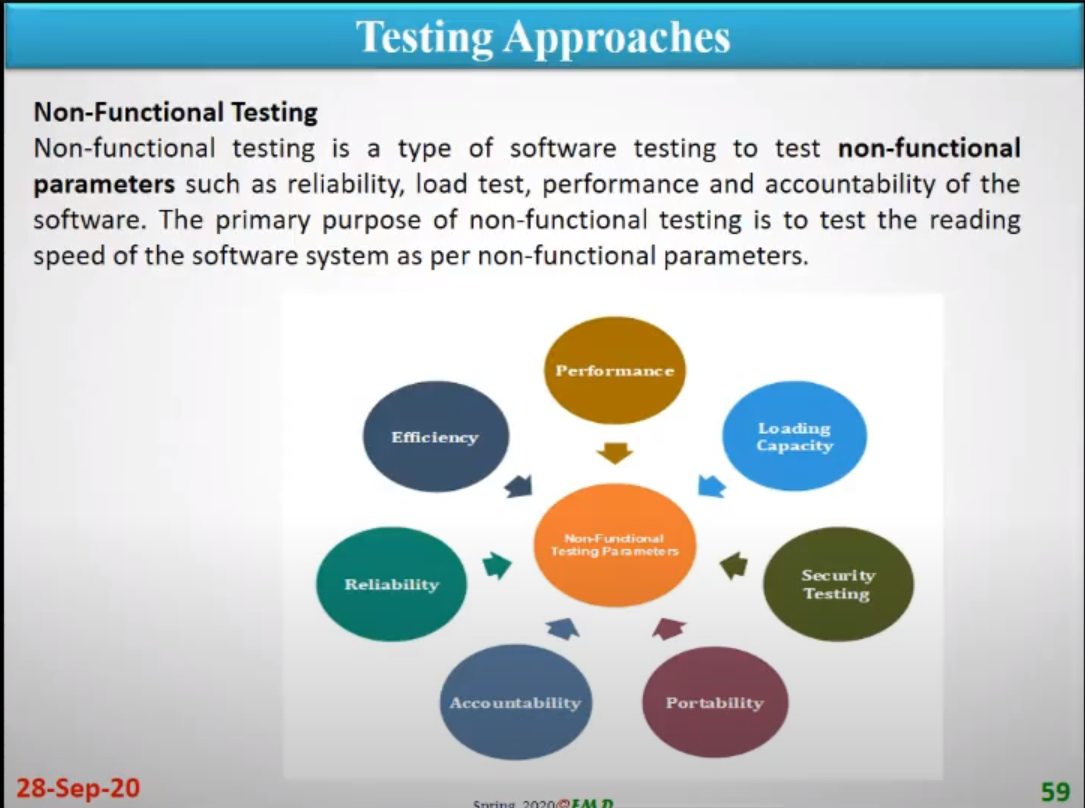 Testing Approaches
Non-Functional Testing
Non-functional testing is a type of software testing to test non-functional
parameters such as reliability, load test, performance and accountability of the
software. The primary purpose of non-functional testing is to test the reading
speed of the software system as per non-functional parameters.
Performance
Efficiency
Loading
Capacity
Non-Functional
Testing Parameters
Reliability
Security
Testing
Accountability
Portability
28-Sep-20
Spring, 2020©FMD
59